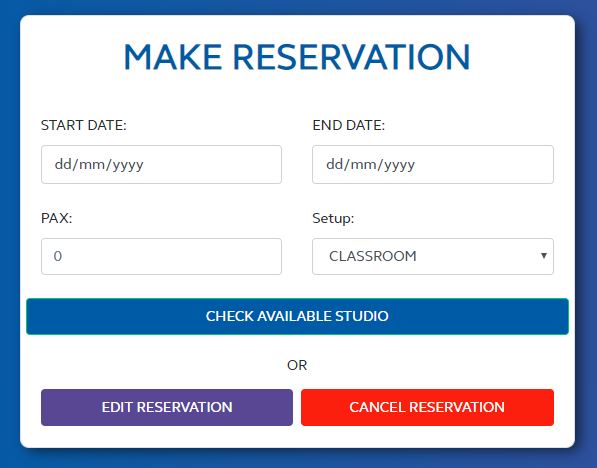 MAKE RESERVATION
START DATE: END DATE:
dd/mm/yyyy dd/mm/yyyy
PAX: Setup:
0 CLASSROOM
CHECK AVAILABLE STUDIO
OR
EDIT RESERVATION CANCEL RESERVATION